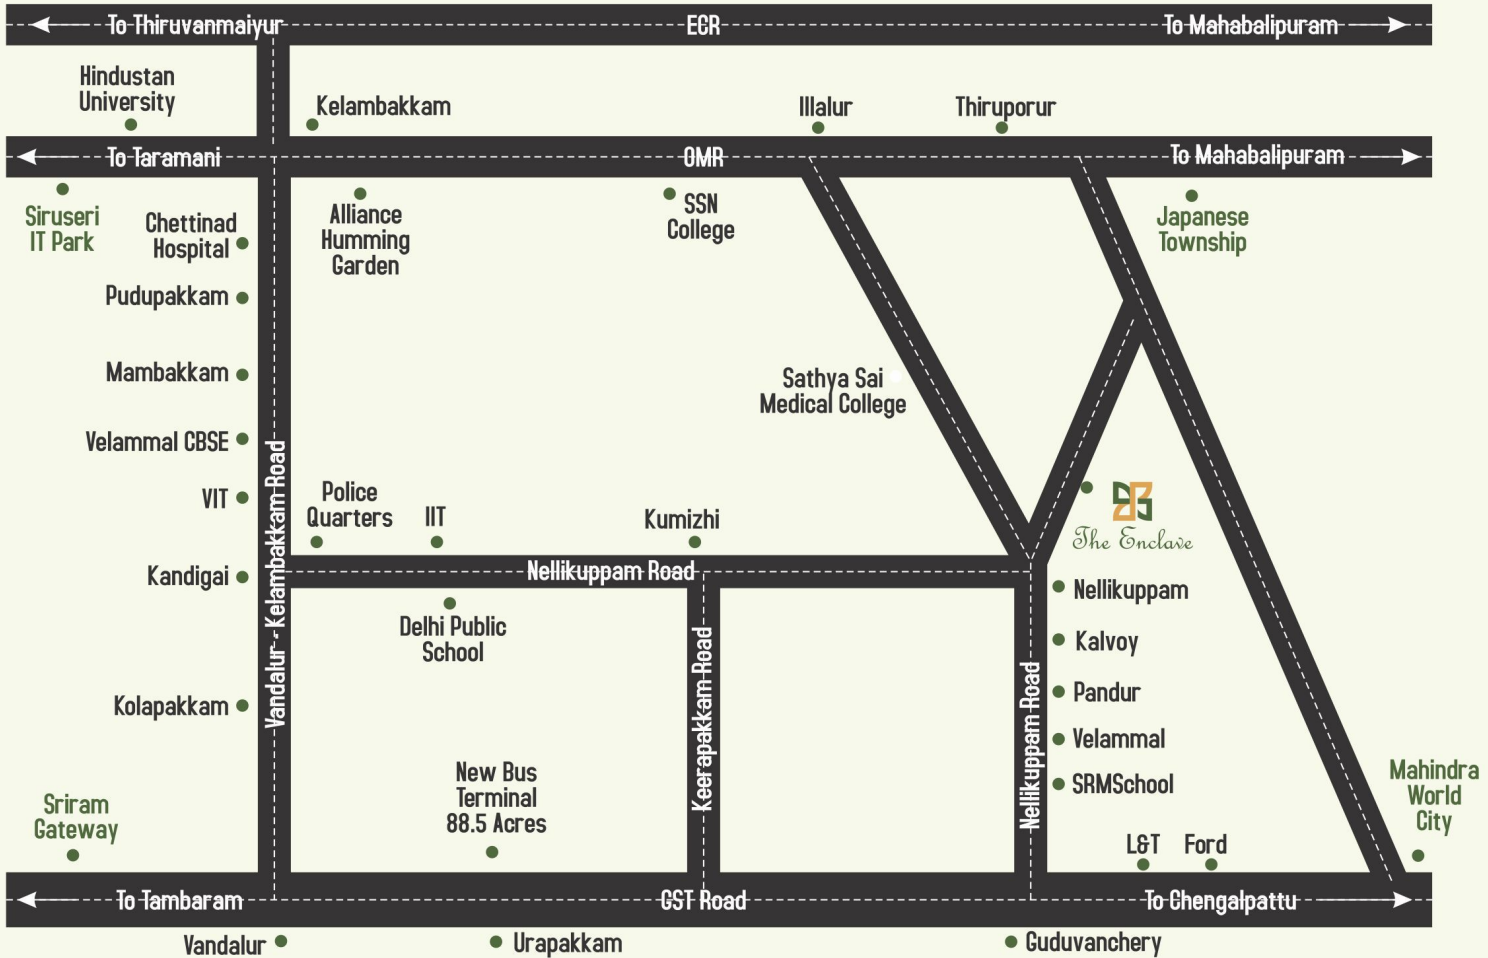 To Thiruvanmaiyur
ECR
To Mahabalipuram
Hindustan
University
Kelambakkam
Illalur
Thiruporur
To Taramani
OMR
To Mahabalipuram
Siruseri
IT Park
Chettinad
Hospital
Alliance
Humming
Garden
SSN
College
Japanese
Township
Pudupakkam
Mambakkam
Sathya Sai
Medical College
Velammal CBSE
VIT
Police
Quarters
IIT
Kumizhi
The Enclave
Kandigai
Vandalur - Kelambakkam Road
Nellikuppam Road
Nellikuppam
Delhi Public
School
Kalvoy
Kolapakkam
Keerapakkam Road
Nellikuppam Road
Pandur
Velammal
SRMSchool
New Bus
Terminal
88.5 Acres
Sriram
Gateway
Mahindra
World
City
L&T
Ford
To Tambaram
GST Road
To Chengalpattu
Vandalur
Urapakkam
Guduvanchery